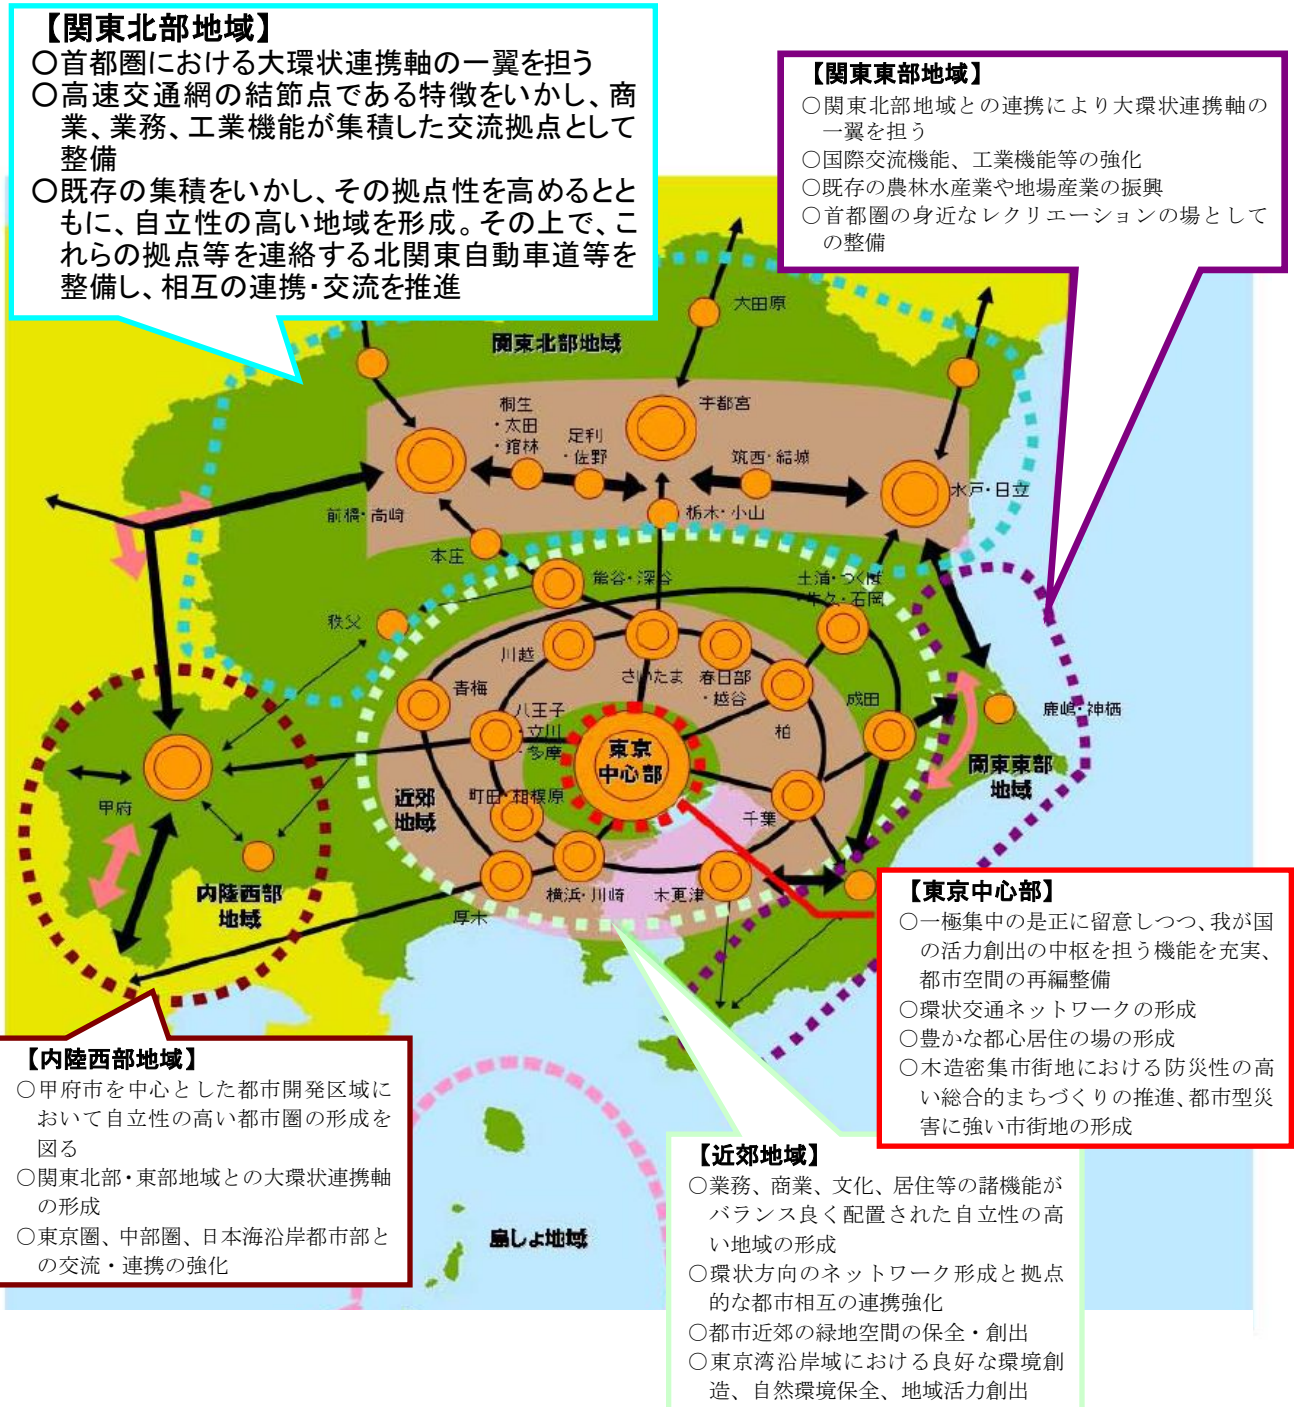 【関東北部地域】
○首都圏における大環状連携軸の一翼を担う
○高速交通網の結節点である特徴をいかし、商
業、業務、工業機能が集積した交流拠点として
整備
○既存の集積をいかし、その拠点性を高めるとと
もに、自立性の高い地域を形成。その上で、こ
れらの拠点等を連絡する北関東自動車道等を
整備し、相互の連携・交流を推進
【関東東部地域】
○関東北部地域との連携により大環状連携軸の
一翼を担う
○国際交流機能、工業機能等の強化
○既存の農林水産業や地場産業の振興
○首都圏の身近なレクリエーションの場として
の整備
大田原
関東北部地域
宇都宮
桐生
・太田
・館林
足利
・佐野
筑西・結城
水戸・日立
前橋・高崎
栃木・小山
本庄
熊谷・深谷
土浦・つくば
・牛久・石岡
秩父
川越
さいたま
春日部
・越谷
青梅
成田
鹿嶋・神栖
八王子
・立川
・多摩
柏
東京
中心部
関東東部
地域
甲府
近郊
地域
町田・相模原
千葉
内陸西部
地域
横浜・川崎
木更津
厚木
【東京中心部】
○一極集中の是正に留意しつつ、我が国
の活力創出の中枢を担う機能を充実、
都市空間の再編整備
○環状交通ネットワークの形成
○豊かな都心居住の場の形成
○木造密集市街地における防災性の高
い総合的まちづくりの推進、都市型災
害に強い市街地の形成
【内陸西部地域】
○甲府市を中心とした都市開発区域に
おいて自立性の高い都市圏の形成を
図る
○関東北部・東部地域との大環状連携軸
の形成
○東京圏、中部圏、日本海沿岸都市部と
の交流・連携の強化
島しょ地域
【近郊地域】
○業務、商業、文化、居住等の諸機能が
バランス良く配置された自立性の高
い地域の形成
○環状方向のネットワーク形成と拠点
的な都市相互の連携強化
○都市近郊の緑地空間の保全・創出
○東京湾沿岸域における良好な環境創
造、自然環境保全、地域活力創出